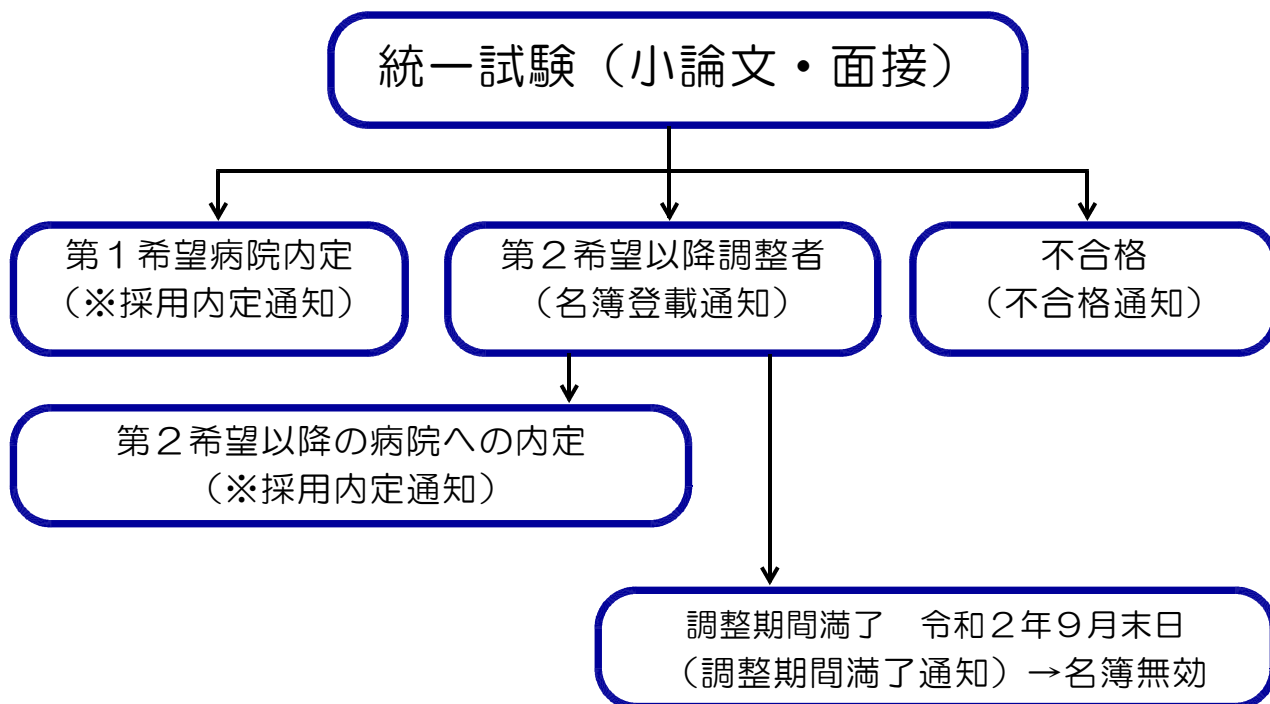 統一試験（小論文・面接）
第１希望病院内定
（※採用内定通知）
第２希望以降調整者
（名簿登載通知）
不合格
（不合格通知）
第２希望以降の病院への内定
（※採用内定通知）
調整期間満了　令和２年９月末日
（調整期間満了通知）→名簿無効